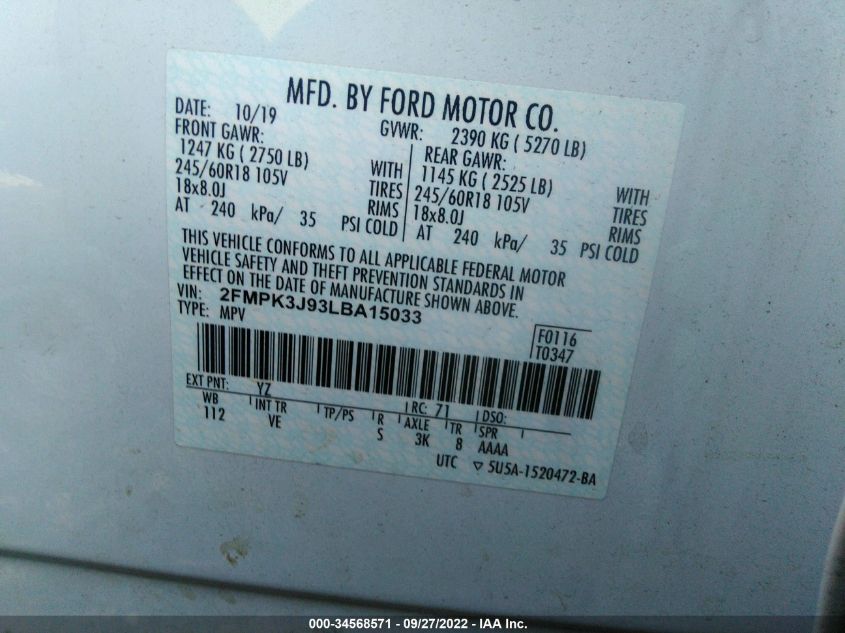 MFD. BY FORD MOTOR CO.
DATE: 10/19 GVWR: 2390 KG ( 5270 LB)
FRONT GAWR: REAR GAWR:
1247 KG ( 2750 LB) WITH 1145 KG ( 2525 LB) WITH
245/60R18 105V TIRES 245/60R18 105V TIRES
18x8.0J RIMS 18x8.0J RIMS
AT 240 kPa/ 35 PSI COLD AT 240 kPa/ 35 PSI COLD
THIS VEHICLE CONFORMS TO ALL APPLICABLE FEDERAL MOTOR
VEHICLE SAFETY AND THEFT PREVENTION STANDARDS IN
EFFECT ON THE DATE OF MANUFACTURE SHOWN ABOVE.
VIN: 2FMPK3J93LBA15033
TYPE: MPV
F0116
T0347
EXT PNT: YZ RC: 71 DSO:
WB INT TR TP/PS R AXLE TR SPR
112 VE S 3K 8 AAAA
UTC ▽ 5U5A-1520472-BA
000-34568571 / 09/27/2022 - IAA Inc.